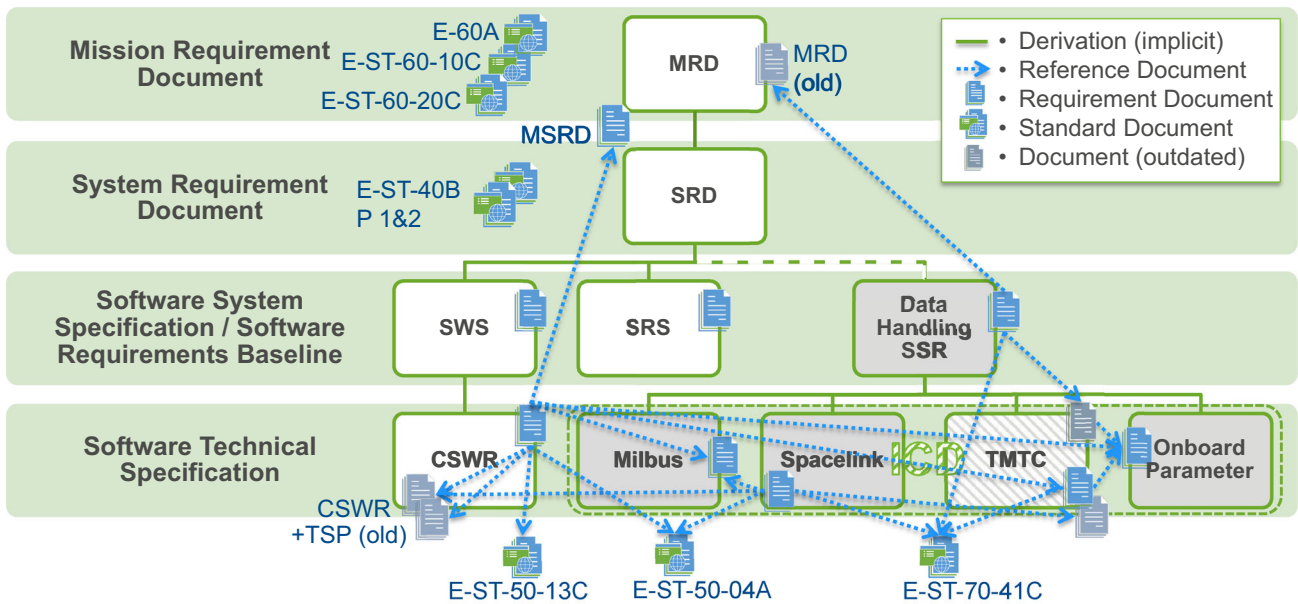 Mission Requirement
Document
E-60A
E-ST-60-10C
E-ST-60-20C
MRD
MRD
(old)
Derivation (implicit)
Reference Document
Requirement Document
Standard Document
Document (outdated)
MSRD
System Requirement
Document
E-ST-40B
P 1&2
SRD
Software System
Specification / Software
Requirements Baseline
SWS
SRS
Data
Handling
SSR
Software Technical
Specification
CSWR
Milbus
Spacelink
ICD
TMTC
Onboard
Parameter
CSWR
+TSP (old)
E-ST-50-13C
E-ST-50-04A
E-ST-70-41C